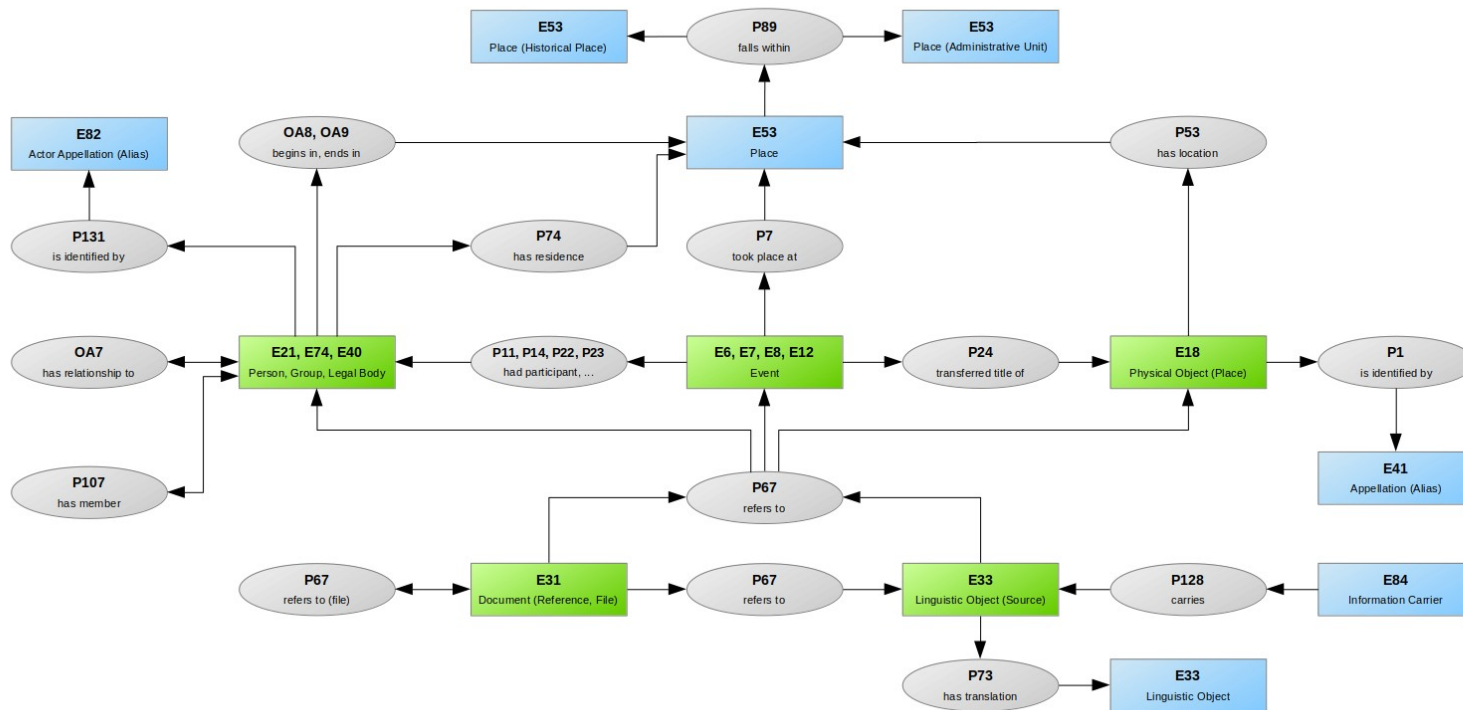 E53
Place (Historical Place)
P89
falls within
E53
Place (Administrative Unit)
E82
Actor Appellation (Alias)
OA8, OA9
begins in, ends in
E53
Place
P53
has location
P131
is identified by
P74
has residence
P7
took place at
OA7
has relationship to
E21, E74, E40
Person, Group, Legal Body
P11, P14, P22, P23
had participant, ...
E6, E7, E8, E12
Event
P24
transferred title of
E18
Physical Object (Place)
P1
is identified by
P107
has member
P67
refers to
E41
Appellation (Alias)
P67
refers to (file)
E31
Document (Reference, File)
P67
refers to
E33
Linguistic Object (Source)
P128
carries
E84
Information Carrier
P73
has translation
E33
Linguistic Object